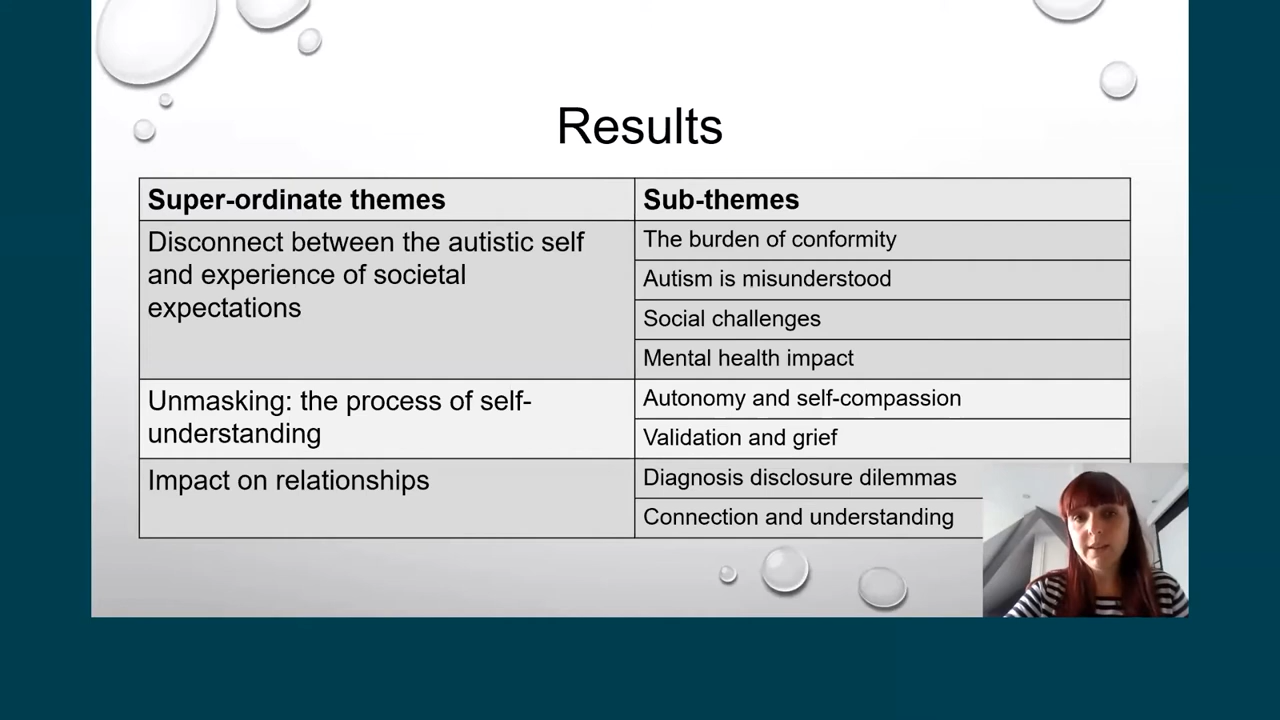 Results
Super-ordinate themes
Sub-themes
Disconnect between the autistic self
and experience of societal
expectations
The burden of conformity
Autism is misunderstood
Social challenges
Mental health impact
Unmasking: the process of self-
understanding
Autonomy and self-compassion
Validation and grief
Impact on relationships
Diagnosis disclosure dilemmas
Connection and understanding